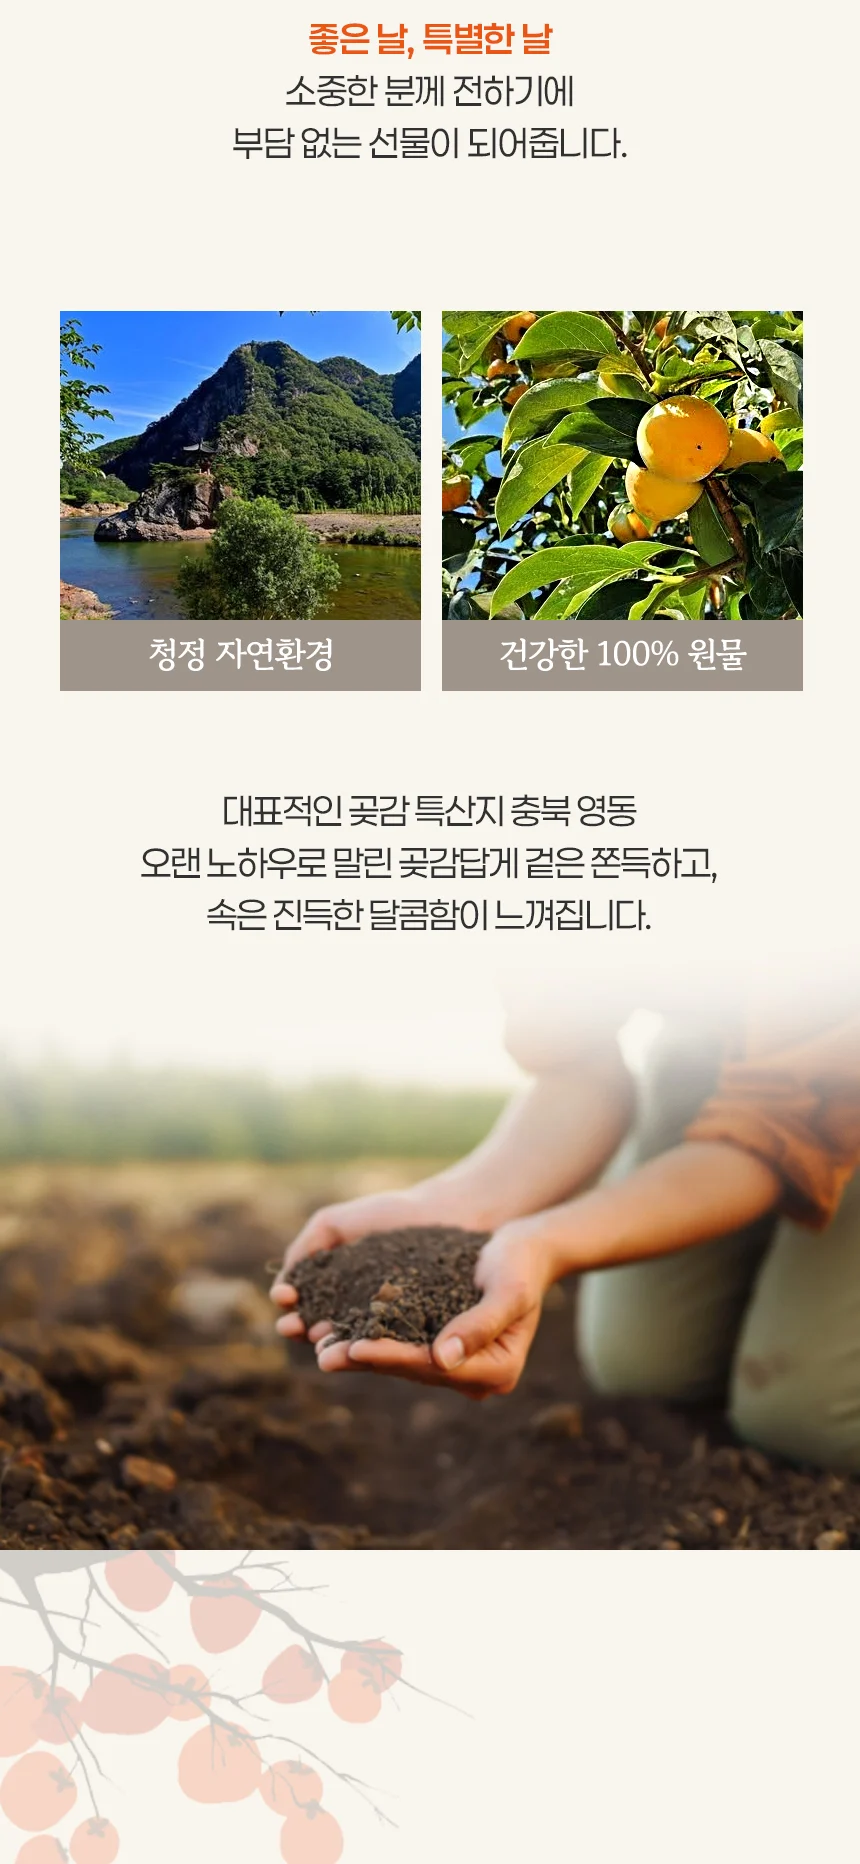 좋은 날, 특별한 날
소중한 분께 전하기에
부담 없는 선물이 되어줍니다.
청정 자연환경
건강한 100% 원물
대표적인 곶감 특산지 충북 영동
오랜 노하우로 말린 곶감답게 겉은 쫀득하고,
속은 진득한 달콤함이 느껴집니다.